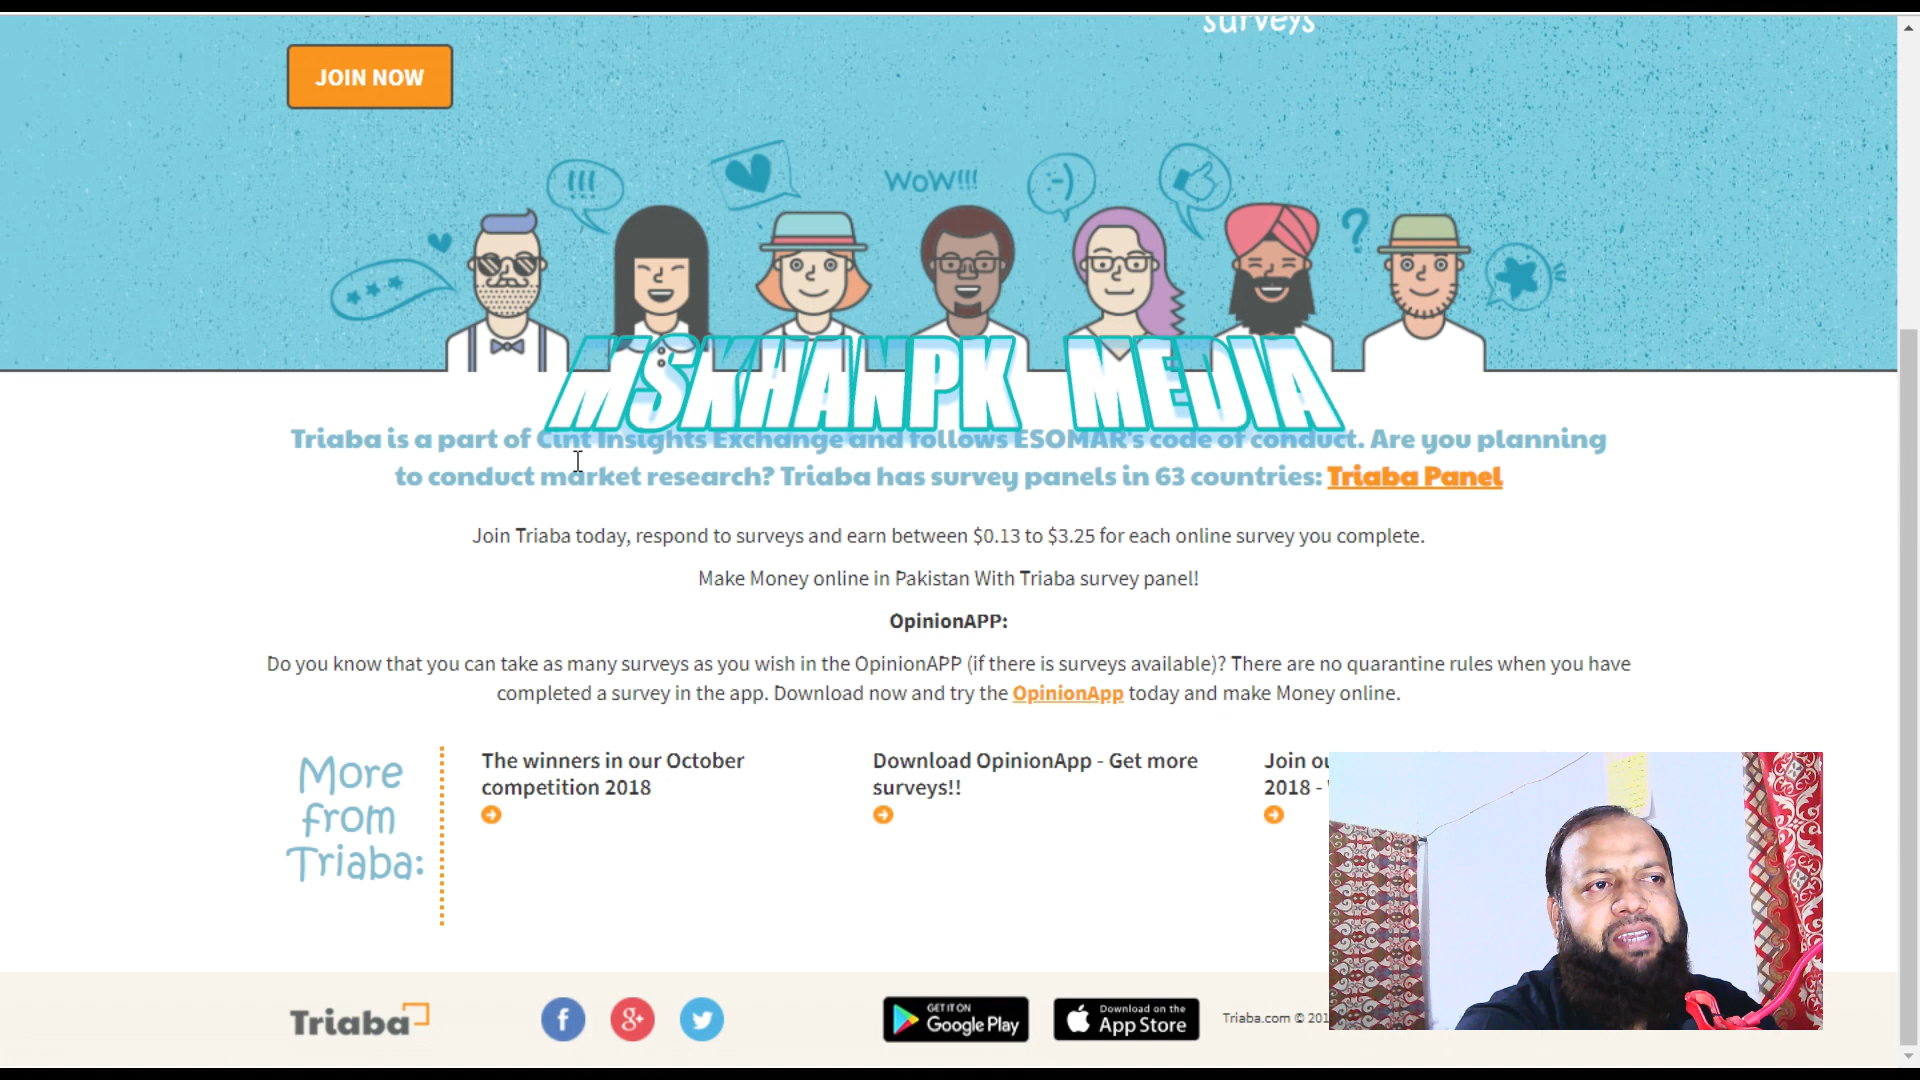 surveys
JOIN NOW
!!!
WOW!!!
:-)
?
MSKHANPK MEDIA
Triaba is a part of Cint Insights Exchange and follows ESOMAR's code of conduct. Are you planning
to conduct market research? Triaba has survey panels in 63 countries: Triaba Panel
Join Triaba today, respond to surveys and earn between $0.13 to $3.25 for each online survey you complete.
Make Money online in Pakistan With Triaba survey panel!
OpinionAPP:
Do you know that you can take as many surveys as you wish in the OpinionAPP (if there is surveys available)? There are no quarantine rules when you have
completed a survey in the app. Download now and try the OpinionApp today and make Money online.
More
from
Triaba:
The winners in our October
competition 2018
Download OpinionApp - Get more
surveys!!
Join
2018 -
Triaba
f
g+
GET IT ON
Google Play
Download on the
App Store
Triaba.com ©